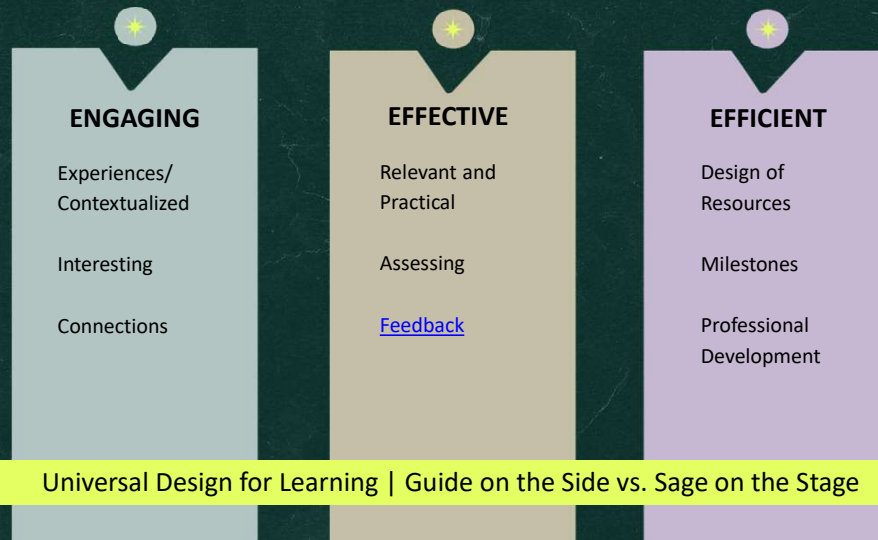 ENGAGING
Experiences/
Contextualized
Interesting
Connections
EFFECTIVE
Relevant and
Practical
Assessing
Feedback
EFFICIENT
Design of
Resources
Milestones
Professional
Development
Universal Design for Learning | Guide on the Side vs. Sage on the Stage